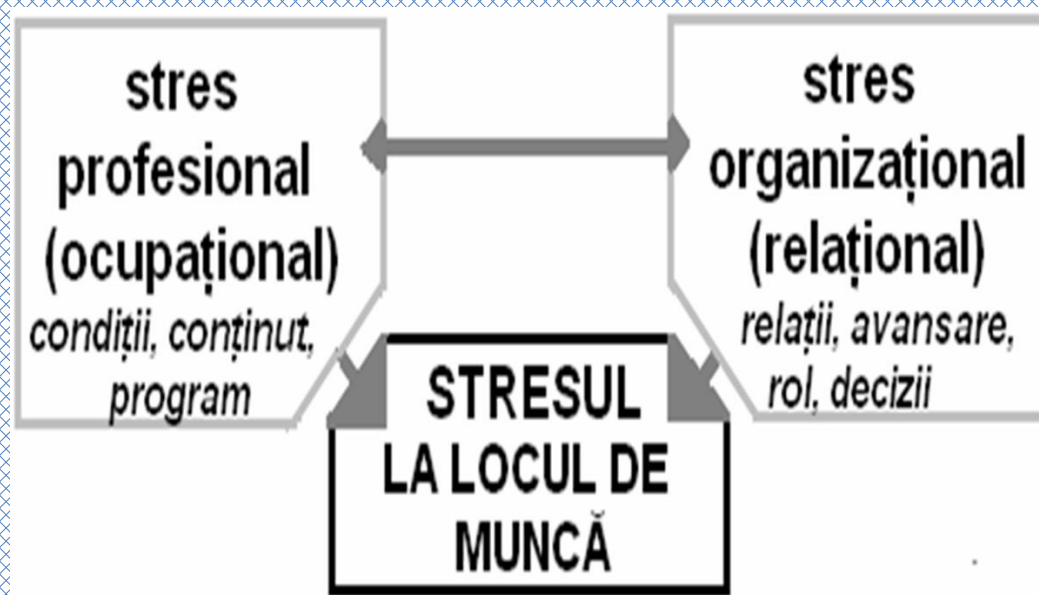 stres
profesional
(ocupațional)
condiții, conținut,
program
stres
organizațional
(relațional)
relații, avansare,
rol, decizii
STRESUL
LA LOCUL DE
MUNCĂ